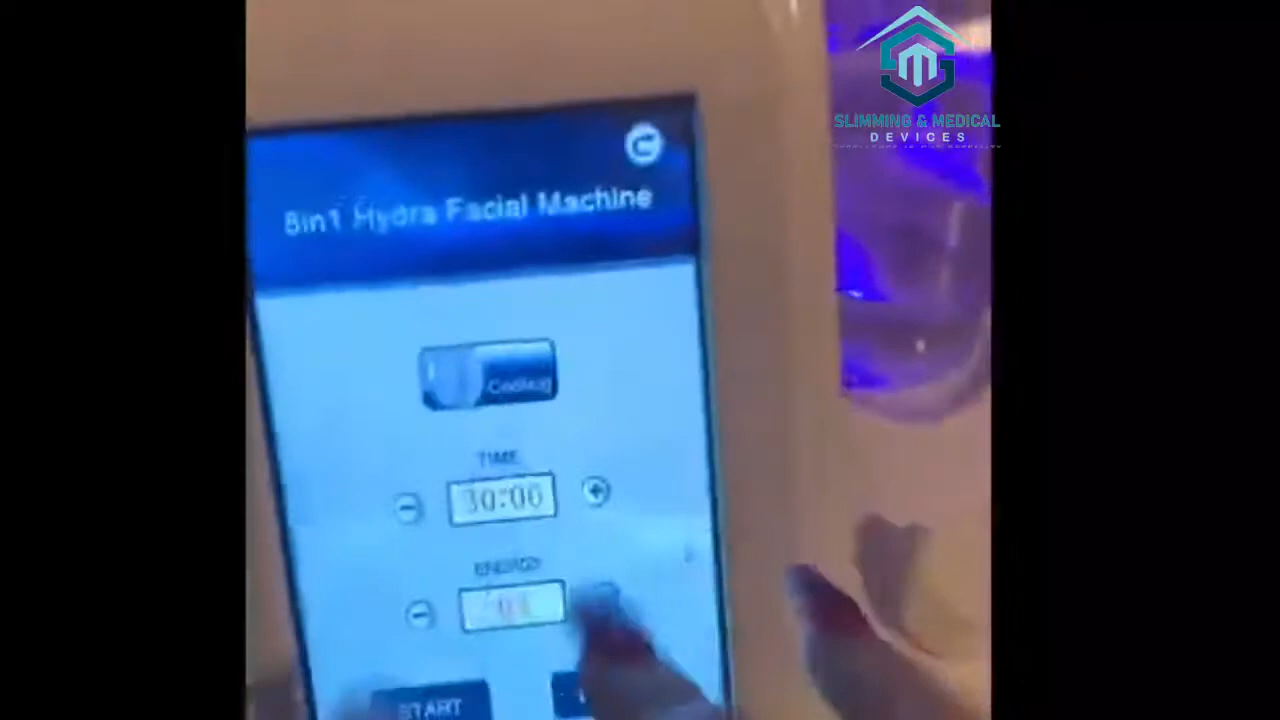 SLIMMING & MEDICAL
DEVICES
8in1 Hydra Facial Machine
Cooling
TIME
30:00
ENERGY
START